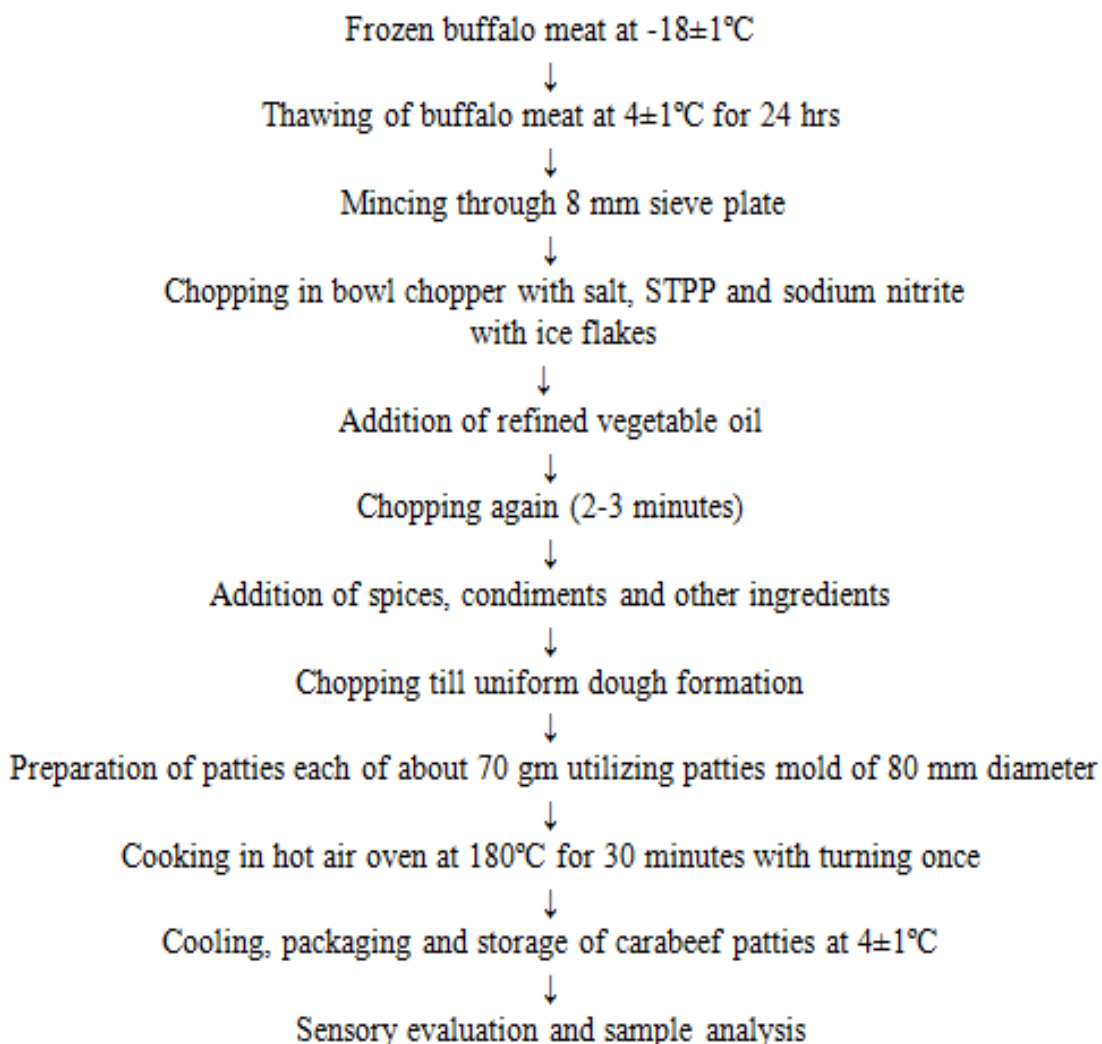 Frozen buffalo meat at -18±1℃
↓
Thawing of buffalo meat at 4±1℃ for 24 hrs
↓
Mincing through 8 mm sieve plate
↓
Chopping in bowl chopper with salt, STPP and sodium nitrite
with ice flakes
↓
Addition of refined vegetable oil
↓
Chopping again (2-3 minutes)
↓
Addition of spices, condiments and other ingredients
↓
Chopping till uniform dough formation
↓
Preparation of patties each of about 70 gm utilizing patties mold of 80 mm diameter
↓
Cooking in hot air oven at 180℃ for 30 minutes with turning once
↓
Cooling, packaging and storage of carabeef patties at 4±1℃
↓
Sensory evaluation and sample analysis